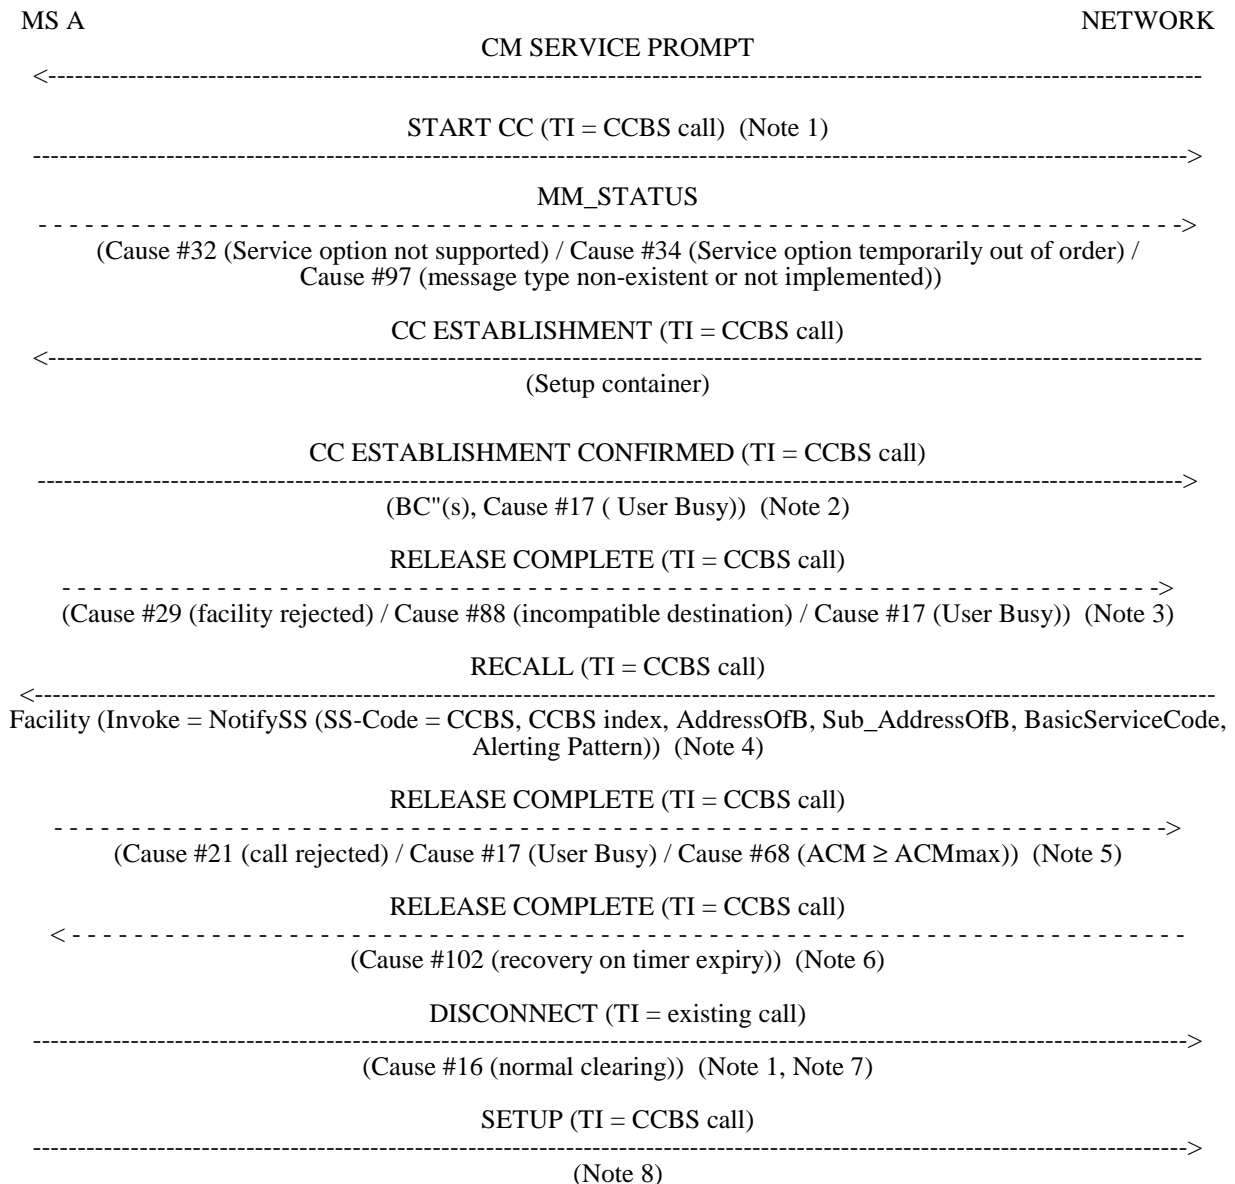 MS A NETWORK
CM SERVICE PROMPT
<----------------------------------------------------------------------------------------------------------------------------------
START CC (TI = CCBS call) (Note 1)
---------------------------------------------------------------------------------------------------------------------------------->
MM_STATUS
- - - - - - - - - - - - - - - - - - - - - - - - - - - - - - - - - - - - - - - - - - - - - - - - - - - - - - - - - - - - - - - - - - - - - - - - - ->
(Cause #32 (Service option not supported) / Cause #34 (Service option temporarily out of order) /
Cause #97 (message type non-existent or not implemented))
CC ESTABLISHMENT (TI = CCBS call)
<----------------------------------------------------------------------------------------------------------------------------------
(Setup container)
CC ESTABLISHMENT CONFIRMED (TI = CCBS call)
---------------------------------------------------------------------------------------------------------------------------------->
(BC"(s), Cause #17 ( User Busy)) (Note 2)
RELEASE COMPLETE (TI = CCBS call)
- - - - - - - - - - - - - - - - - - - - - - - - - - - - - - - - - - - - - - - - - - - - - - - - - - - - - - - - - - - - - - - - - - - - - - - ->
(Cause #29 (facility rejected) / Cause #88 (incompatible destination) / Cause #17 (User Busy)) (Note 3)
RECALL (TI = CCBS call)
<------------------------------------------------------------------------------------------------------------------------------------
Facility (Invoke = NotifySS (SS-Code = CCBS, CCBS index, AddressOfB, Sub_AddressOfB, BasicServiceCode,
Alerting Pattern)) (Note 4)
RELEASE COMPLETE (TI = CCBS call)
- - - - - - - - - - - - - - - - - - - - - - - - - - - - - - - - - - - - - - - - - - - - - - - - - - - - - - - - - - - - - - - - - - - - - - - - ->
(Cause #21 (call rejected) / Cause #17 (User Busy) / Cause #68 (ACM ≥ ACMmax)) (Note 5)
RELEASE COMPLETE (TI = CCBS call)
< - - - - - - - - - - - - - - - - - - - - - - - - - - - - - - - - - - - - - - - - - - - - - - - - - - - - - - - - - - - - - - - - - - - - - - - -
(Cause #102 (recovery on timer expiry)) (Note 6)
DISCONNECT (TI = existing call)
---------------------------------------------------------------------------------------------------------------------------------->
(Cause #16 (normal clearing)) (Note 1, Note 7)
SETUP (TI = CCBS call)
---------------------------------------------------------------------------------------------------------------------------------->
(Note 8)